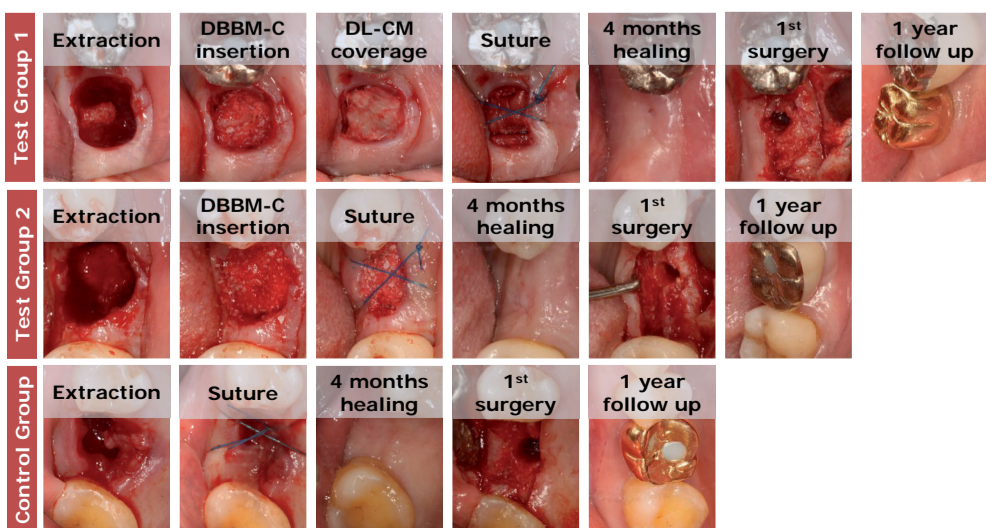 Test Group 1
Extraction
DBBM-C
insertion
DL-CM
coverage
Suture
4 months
healing
1st
surgery
1 year
follow up
Test Group 2
Extraction
DBBM-C
insertion
Suture
4 months
healing
1st
surgery
1 year
follow up
Control Group
Extraction
Suture
4 months
healing
1st
surgery
1 year
follow up